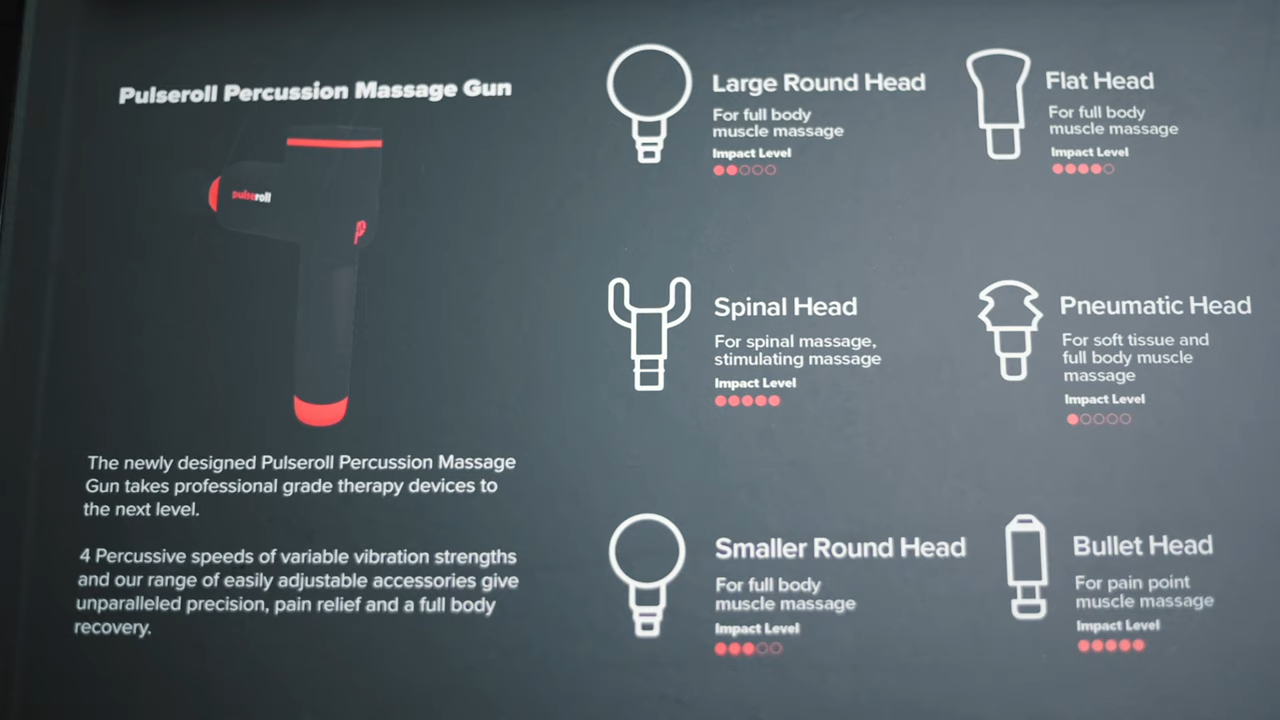 Pulseroll Percussion Massage Gun
pulseroll
The newly designed Pulseroll Percussion Massage
Gun takes professional grade therapy devices to
the next level.
4 Percussive speeds of variable vibration strengths
and our range of easily adjustable accessories give
unparalleled precision, pain relief and a full body
recovery.
Large Round Head
For full body
muscle massage
Impact Level
Flat Head
For full body
muscle massage
Impact Level
Spinal Head
For spinal massage,
stimulating massage
Impact Level
Pneumatic Head
For soft tissue and
full body muscle
massage
Impact Level
Smaller Round Head
For full body
muscle massage
Impact Level
Bullet Head
For pain point
muscle massage
Impact Level